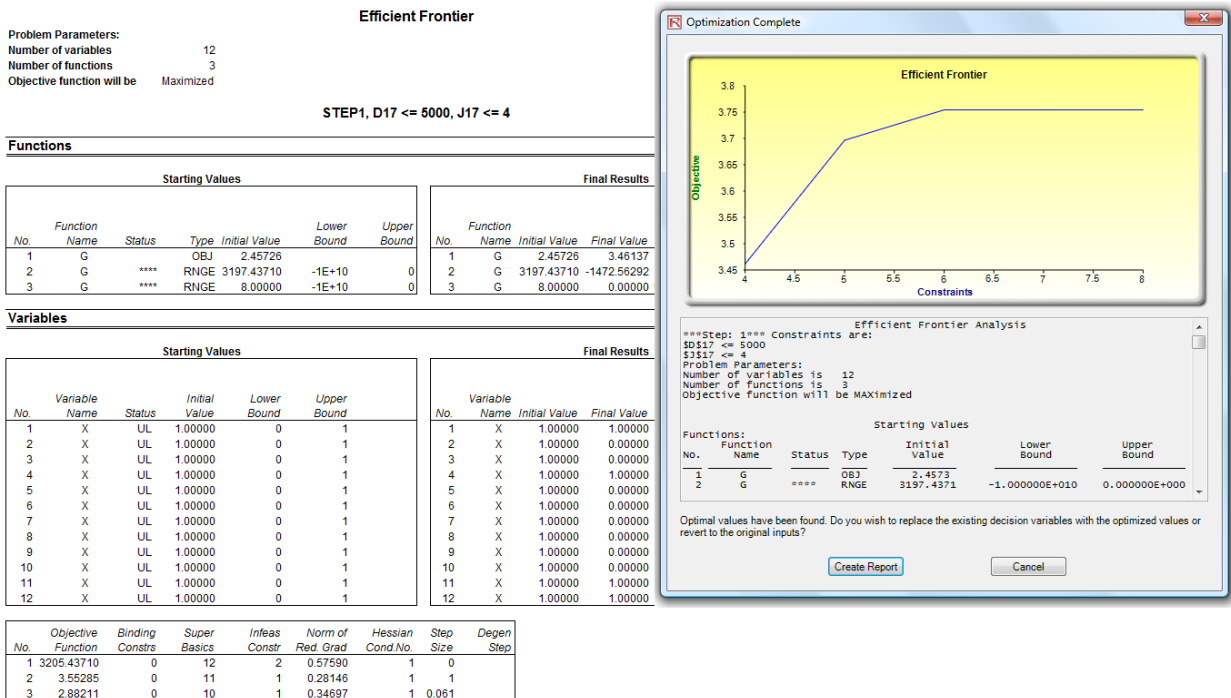 Efficient Frontier
Problem Parameters:
Number of variables 12
Number of functions 3
Objective function will be Maximized
STEP1, D17 <= 5000, J17 <= 4
Functions
Starting Values
Final Results
Function Lower Upper
No. Name Status Type Initial Value Bound Bound
1 G OBJ 2.45726
2 G **** RNGE 3197.43710 -1E+10 0
3 G **** RNGE 8.00000 -1E+10 0
Function
No. Name Initial Value Final Value
1 G 2.45726 3.46137
2 G 3197.43710 -1472.56292
3 G 8.00000 0.00000
Variables
Starting Values
Final Results
Variable Initial Lower Upper
No. Name Status Value Bound Bound
1 X UL 1.00000 0 1
2 X UL 1.00000 0 1
3 X UL 1.00000 0 1
4 X UL 1.00000 0 1
5 X UL 1.00000 0 1
6 X UL 1.00000 0 1
7 X UL 1.00000 0 1
8 X UL 1.00000 0 1
9 X UL 1.00000 0 1
10 X UL 1.00000 0 1
11 X UL 1.00000 0 1
12 X UL 1.00000 0 1
Variable
No. Name Initial Value Final Value
1 X 1.00000 1.00000
2 X 1.00000 0.00000
3 X 1.00000 0.00000
4 X 1.00000 1.00000
5 X 1.00000 0.00000
6 X 1.00000 0.00000
7 X 1.00000 0.00000
8 X 1.00000 0.00000
9 X 1.00000 0.00000
10 X 1.00000 0.00000
11 X 1.00000 1.00000
12 X 1.00000 1.00000
Objective Binding Super Infeas Norm of Hessian Step Degen
No. Function Constrs Basics Constr Red. Grad Cond.No. Size Step
1 3205.43710 0 12 2 0.57590 1 0
2 3.55285 0 11 1 0.28146 1 1
3 2.88211 0 10 1 0.34697 1 0.061
Optimization Complete
Efficient Frontier
3.8
3.75
3.7
3.65
3.6
3.55
3.5
3.45
Objective
4 4.5 5 5.5 6 6.5 7 7.5 8
Constraints
Efficient Frontier Analysis
***Step: 1*** Constraints are:
$D$17 <= 5000
$J$17 <= 4
Problem Parameters:
Number of variables is 12
Number of functions is 3
Objective function will be MAXimized
Starting Values
Functions:
Function Initial Lower Upper
No. Name Status Type Value Bound Bound
1 G OBJ 2.4573
2 G **** RNGE 3197.4371 -1.000000E+010 0.000000E+000
Optimal values have been found. Do you wish to replace the existing decision variables with the optimized values or
revert to the original inputs?
Create Report Cancel